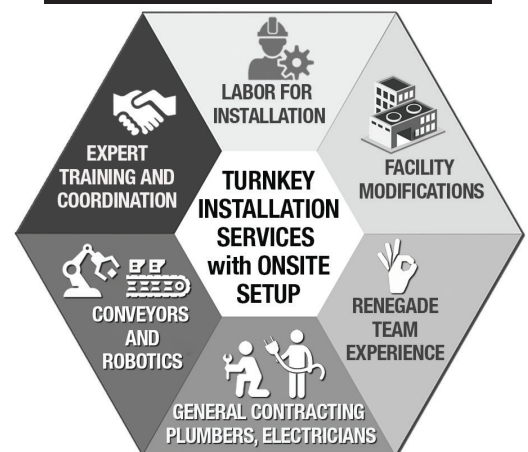 LABOR FOR
INSTALLATION
FACILITY
MODIFICATIONS
RENEGADE
TEAM
EXPERIENCE
GENERAL CONTRACTING
PLUMBERS, ELECTRICIANS
CONVEYORS
AND
ROBOTICS
EXPERT
TRAINING AND
COORDINATION
TURNKEY
INSTALLATION
SERVICES
with ONSITE
SETUP